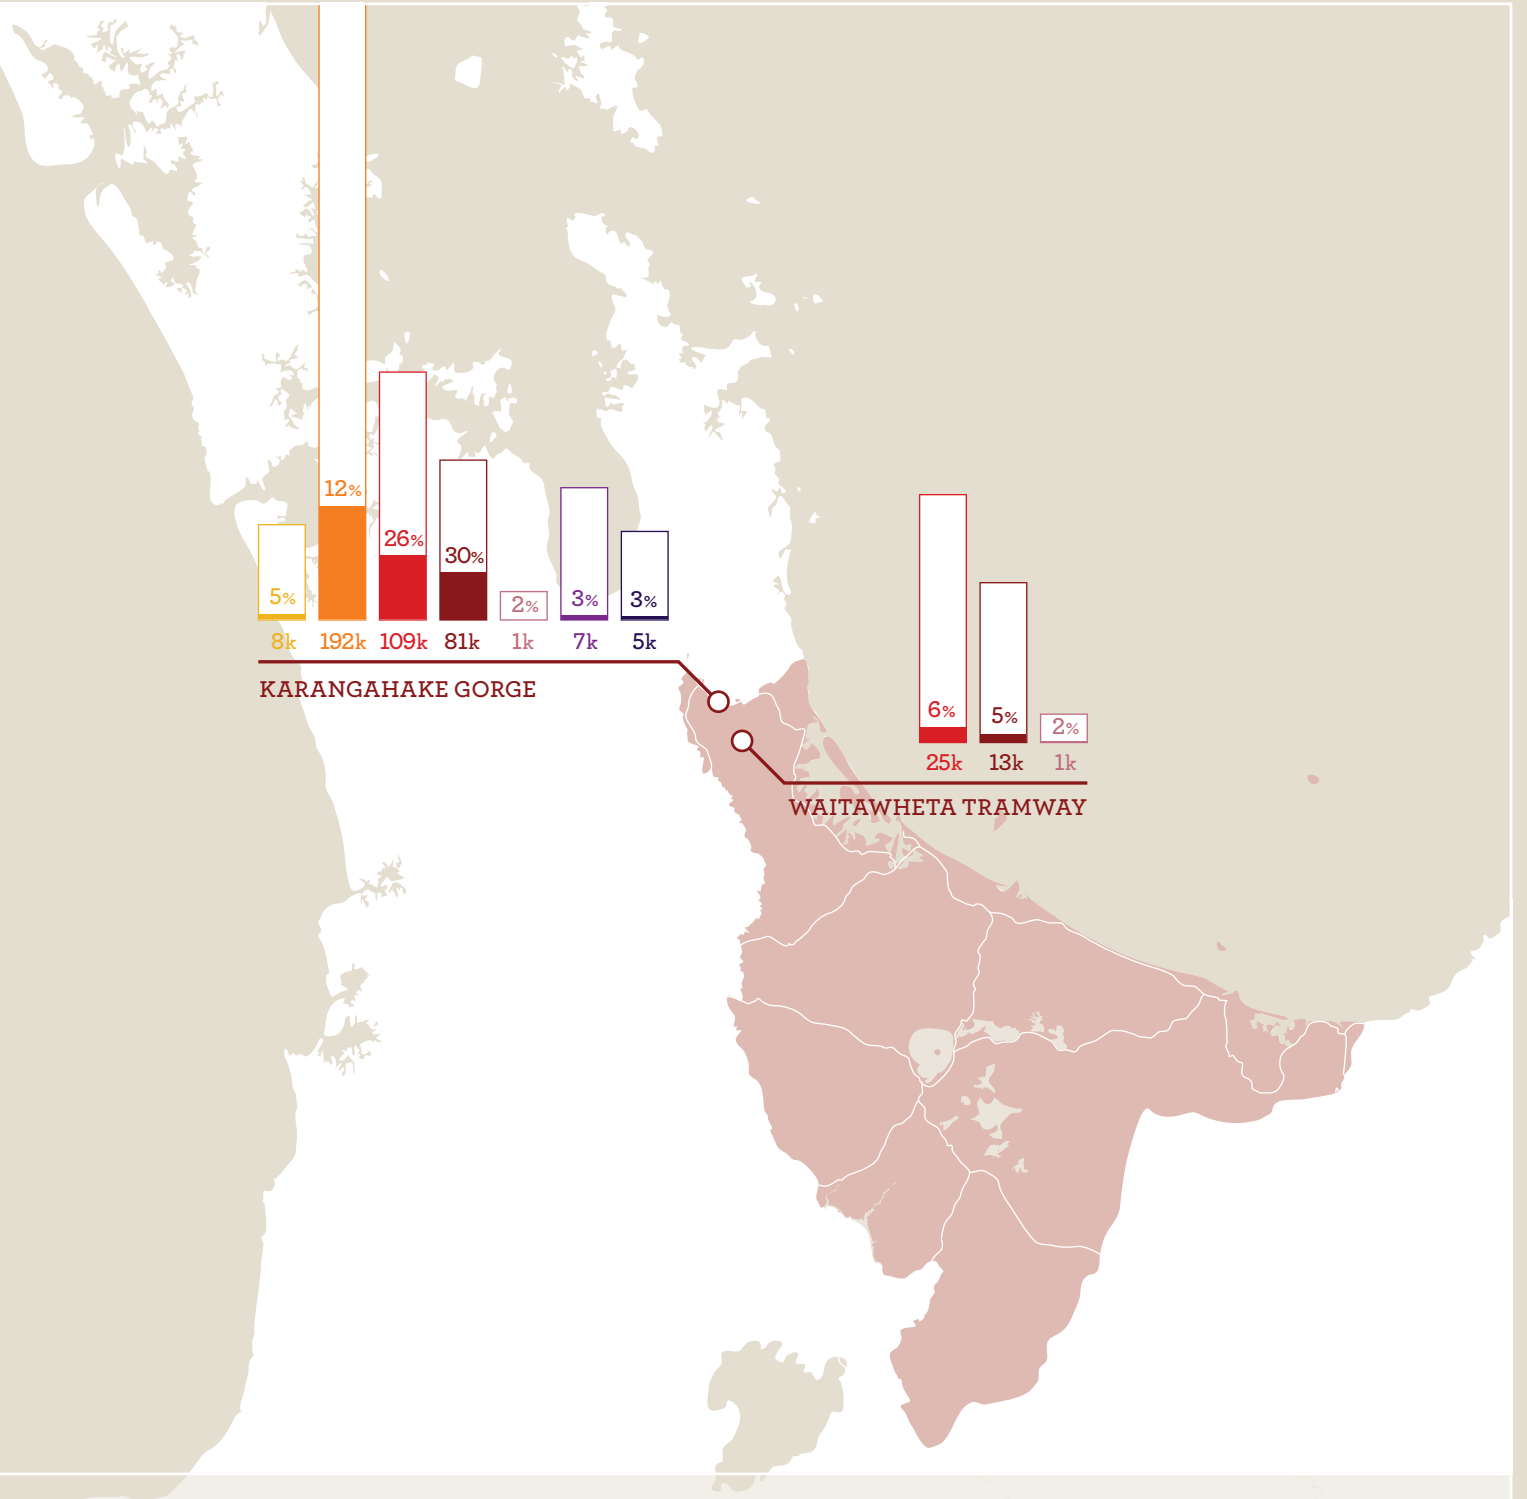 12%
26%
30%
5%
2%
3%
3%
8k 192k 109k 81k 1k 7k 5k
KARANGAHAKE GORGE
6%
5%
2%
25k 13k 1k
WAITAWHETA TRAMWAY